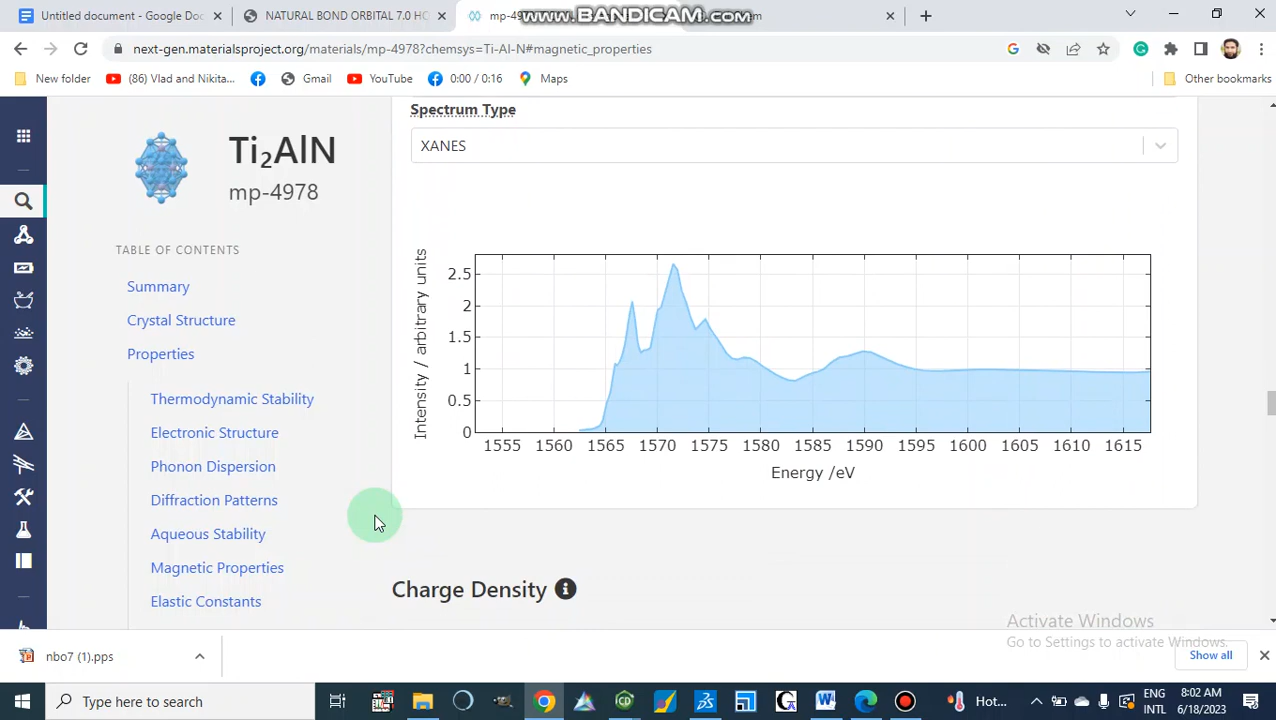 Untitled document - Google Doc
NATURAL BOND ORBITAL 7.0 HO
mp-49
www.BANDICAM.com
em
next-gen.materialsproject.org/materials/mp-4978?chemsys=Ti-Al-N#magnetic_properties
New folder
(86) Vlad and Nikita...
Gmail
YouTube
0:00 / 0:16
Maps
Other bookmarks
Spectrum Type
XANES
Ti₂AlN
mp-4978
TABLE OF CONTENTS
Summary
Crystal Structure
Properties
Thermodynamic Stability
Electronic Structure
Phonon Dispersion
Diffraction Patterns
Aqueous Stability
Magnetic Properties
Elastic Constants
Intensity / arbitrary units
2.5
2
1.5
1
0.5
0
1555 1560 1565 1570 1575 1580 1585 1590 1595 1600 1605 1610 1615
Energy /eV
Charge Density
Activate Windows
Go to Settings to activate Windows.
nbo7 (1).pps
Show all
Type here to search
Hot...
ENG
INTL
8:02 AM
6/18/2023